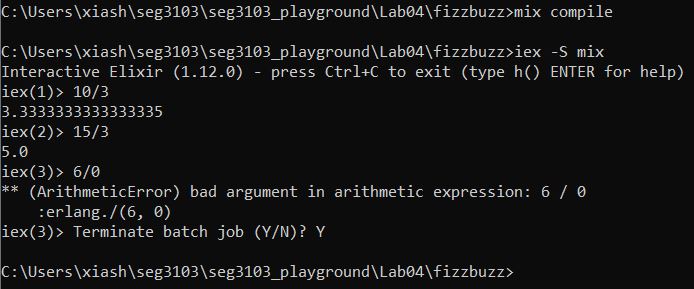 C:\Users\xiash\seg3103\seg3103_playground\Lab04\fizzbuzz>mix compile
C:\Users\xiash\seg3103\seg3103_playground\Lab04\fizzbuzz>iex -S mix
Interactive Elixir (1.12.0) - press Ctrl+C to exit (type h() ENTER for help)
iex(1)> 10/3
3.3333333333333335
iex(2)> 15/3
5.0
iex(3)> 6/0
** (ArithmeticError) bad argument in arithmetic expression: 6 / 0
    :erlang./(6, 0)
iex(3)> Terminate batch job (Y/N)? Y
C:\Users\xiash\seg3103\seg3103_playground\Lab04\fizzbuzz>